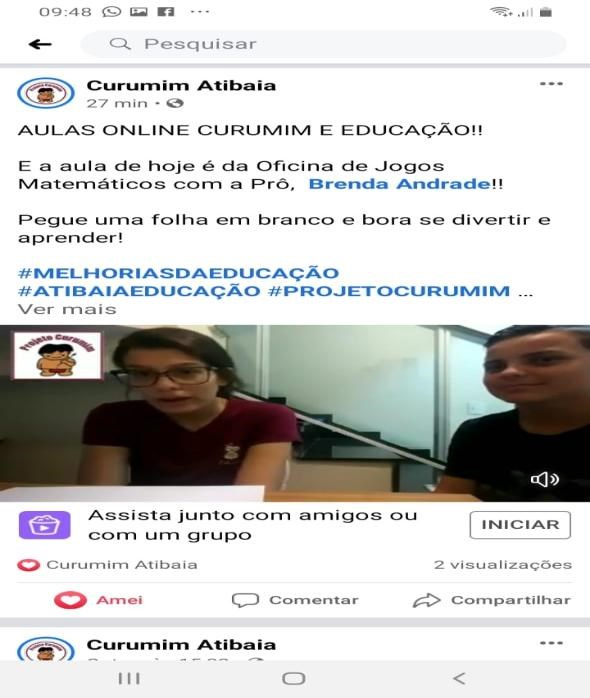 09:48
Pesquisar
Curumim Atibaia
27 min
AULAS ONLINE CURUMIM E EDUCAÇÃO!!
E a aula de hoje é da Oficina de Jogos
Matemáticos com a Prô, Brenda Andrade!!
Pegue uma folha em branco e bora se divertir e
aprender!
#MELHORIASDAEDUCAÇÃO
#ATIBAIAEDUCAÇÃO #PROJETOCURUMIM ...
Ver mais
Projeto Curumim
Assista junto com amigos ou
com um grupo
INICIAR
Curumim Atibaia
2 visualizações
Amei
Comentar
Compartilhar
Curumim Atibaia